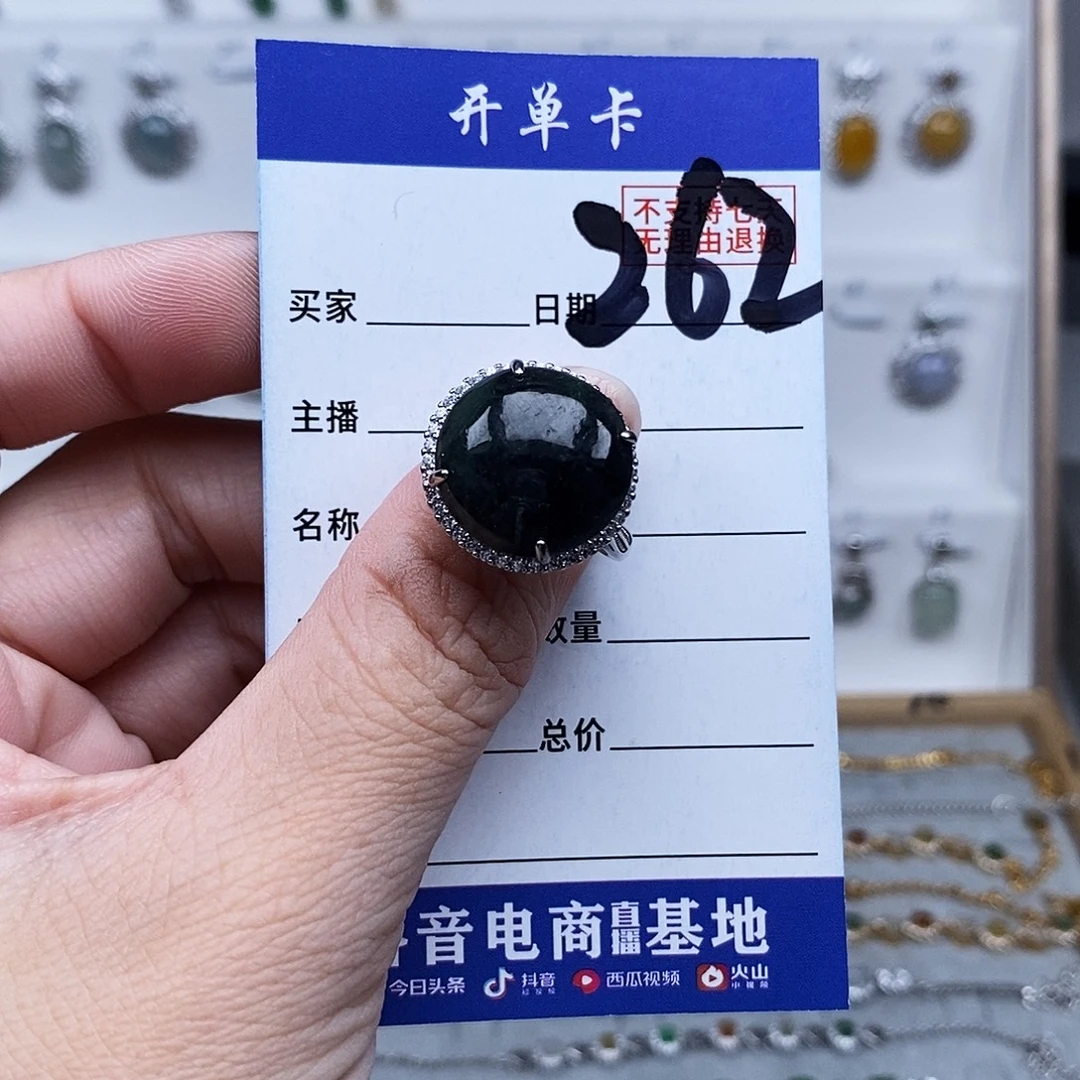 开单卡
不支持七天
无理由退换
262
买家 日期
主播
名称
数量
总价
抖音电商直播基地
今日头条 抖音 西瓜视频 火山